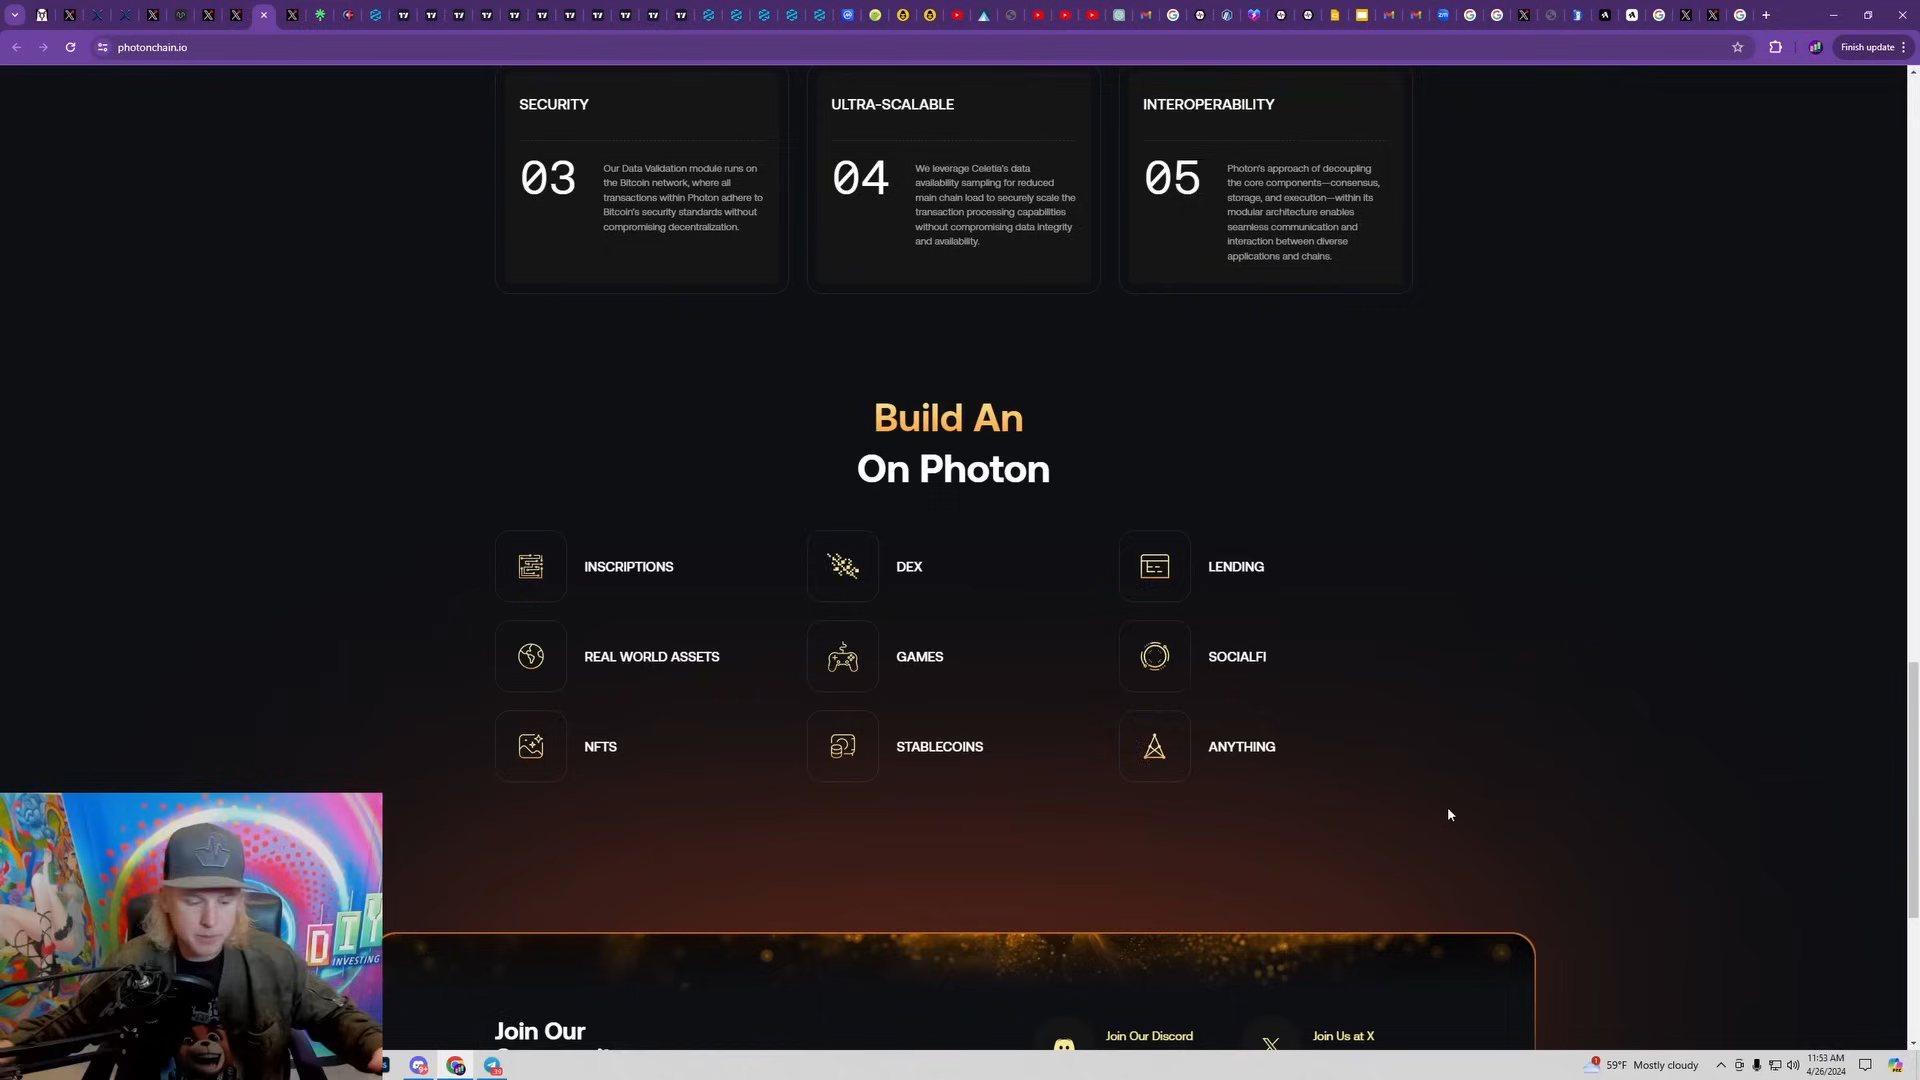 photonchain.io
Finish update
SECURITY
ULTRA-SCALABLE
INTEROPERABILITY
03
Our Data Validation module runs on
the Bitcoin network, where all
transactions within Photon adhere to
Bitcoin's security standards without
compromising decentralization.
04
We leverage Celetia's data
availability sampling for reduced
main chain load to securely scale the
transaction processing capabilities
without compromising data integrity
and availability.
05
Photon's approach of decoupling
the core components—consensus,
storage, and execution—within its
modular architecture enables
seamless communication and
interaction between diverse
applications and chains.
Build An
On Photon
INSCRIPTIONS
DEX
LENDING
REAL WORLD ASSETS
GAMES
SOCIALFI
NFTS
STABLECOINS
ANYTHING
DIY
INVESTING
Join Our
Join Our Discord
Join Us at X
59°F Mostly cloudy
11:53 AM
4/26/2024